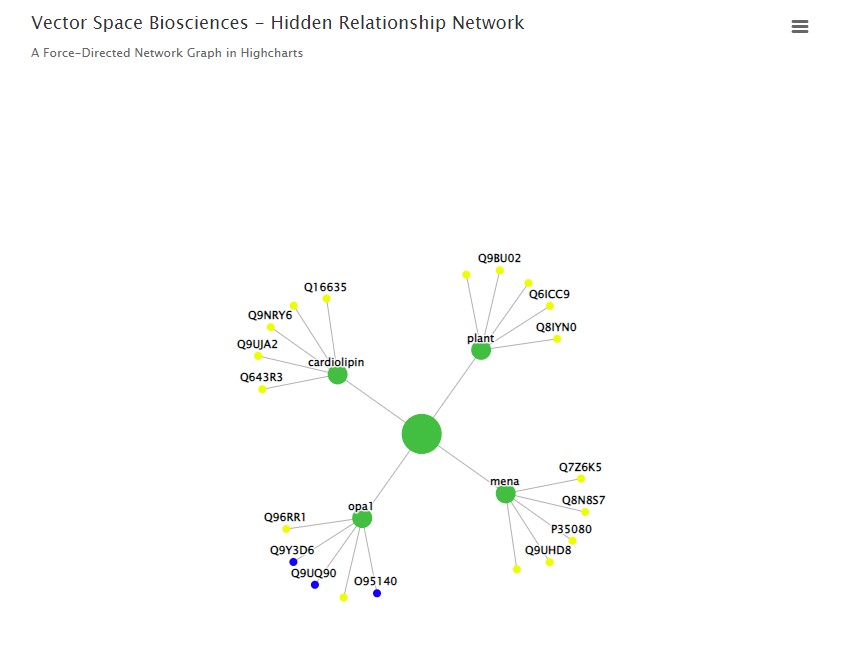 Vector Space Biosciences - Hidden Relationship Network
A Force-Directed Network Graph in Highcharts
Q9BU02
Q16635
Q6ICC9
Q9NRY6
Q8IYN0
plant
Q9UJA2
cardiolipin
Q643R3
Q7Z6K5
mena
Q8N8S7
opa1
Q96RR1
P35080
Q9Y3D6
Q9UHD8
Q9UQ90
O95140